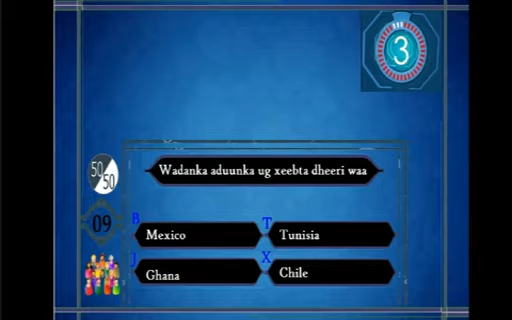 3
Wadanka aduunka ug xeebta dheeri waa
50
50
09
B
Mexico
T
Tunisia
J
Ghana
X
Chile